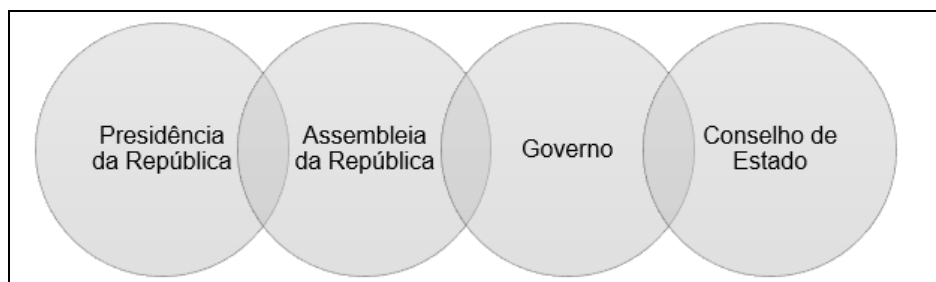 Presidência
da República
Assembleia
da República
Governo
Conselho de
Estado